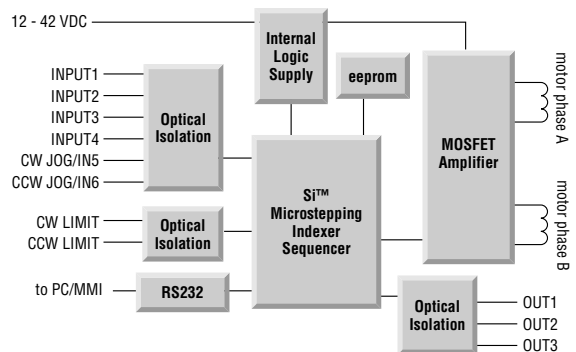 12 - 42 VDC
Internal
Logic
Supply
eeprom
INPUT1
INPUT2
INPUT3
INPUT4
CW JOG/IN5
CCW JOG/IN6
Optical
Isolation
MOSFET
Amplifier
motor phase A
motor phase B
Si™
Microstepping
Indexer
Sequencer
CW LIMIT
CCW LIMIT
Optical
Isolation
to PC/MMI
RS232
Optical
Isolation
OUT1
OUT2
OUT3